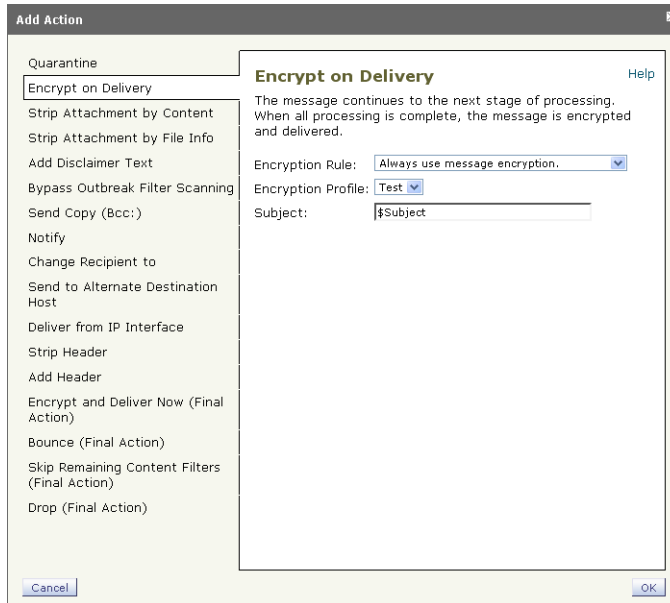 Add Action
Quarantine
Encrypt on Delivery
Strip Attachment by Content
Strip Attachment by File Info
Add Disclaimer Text
Bypass Outbreak Filter Scanning
Send Copy (Bcc:)
Notify
Change Recipient to
Send to Alternate Destination
Host
Deliver from IP Interface
Strip Header
Add Header
Encrypt and Deliver Now (Final
Action)
Bounce (Final Action)
Skip Remaining Content Filters
(Final Action)
Drop (Final Action)
Encrypt on Delivery
Help
The message continues to the next stage of processing.
When all processing is complete, the message is encrypted
and delivered.
Encryption Rule: Always use message encryption.
Encryption Profile: Test
Subject: $Subject
Cancel
OK